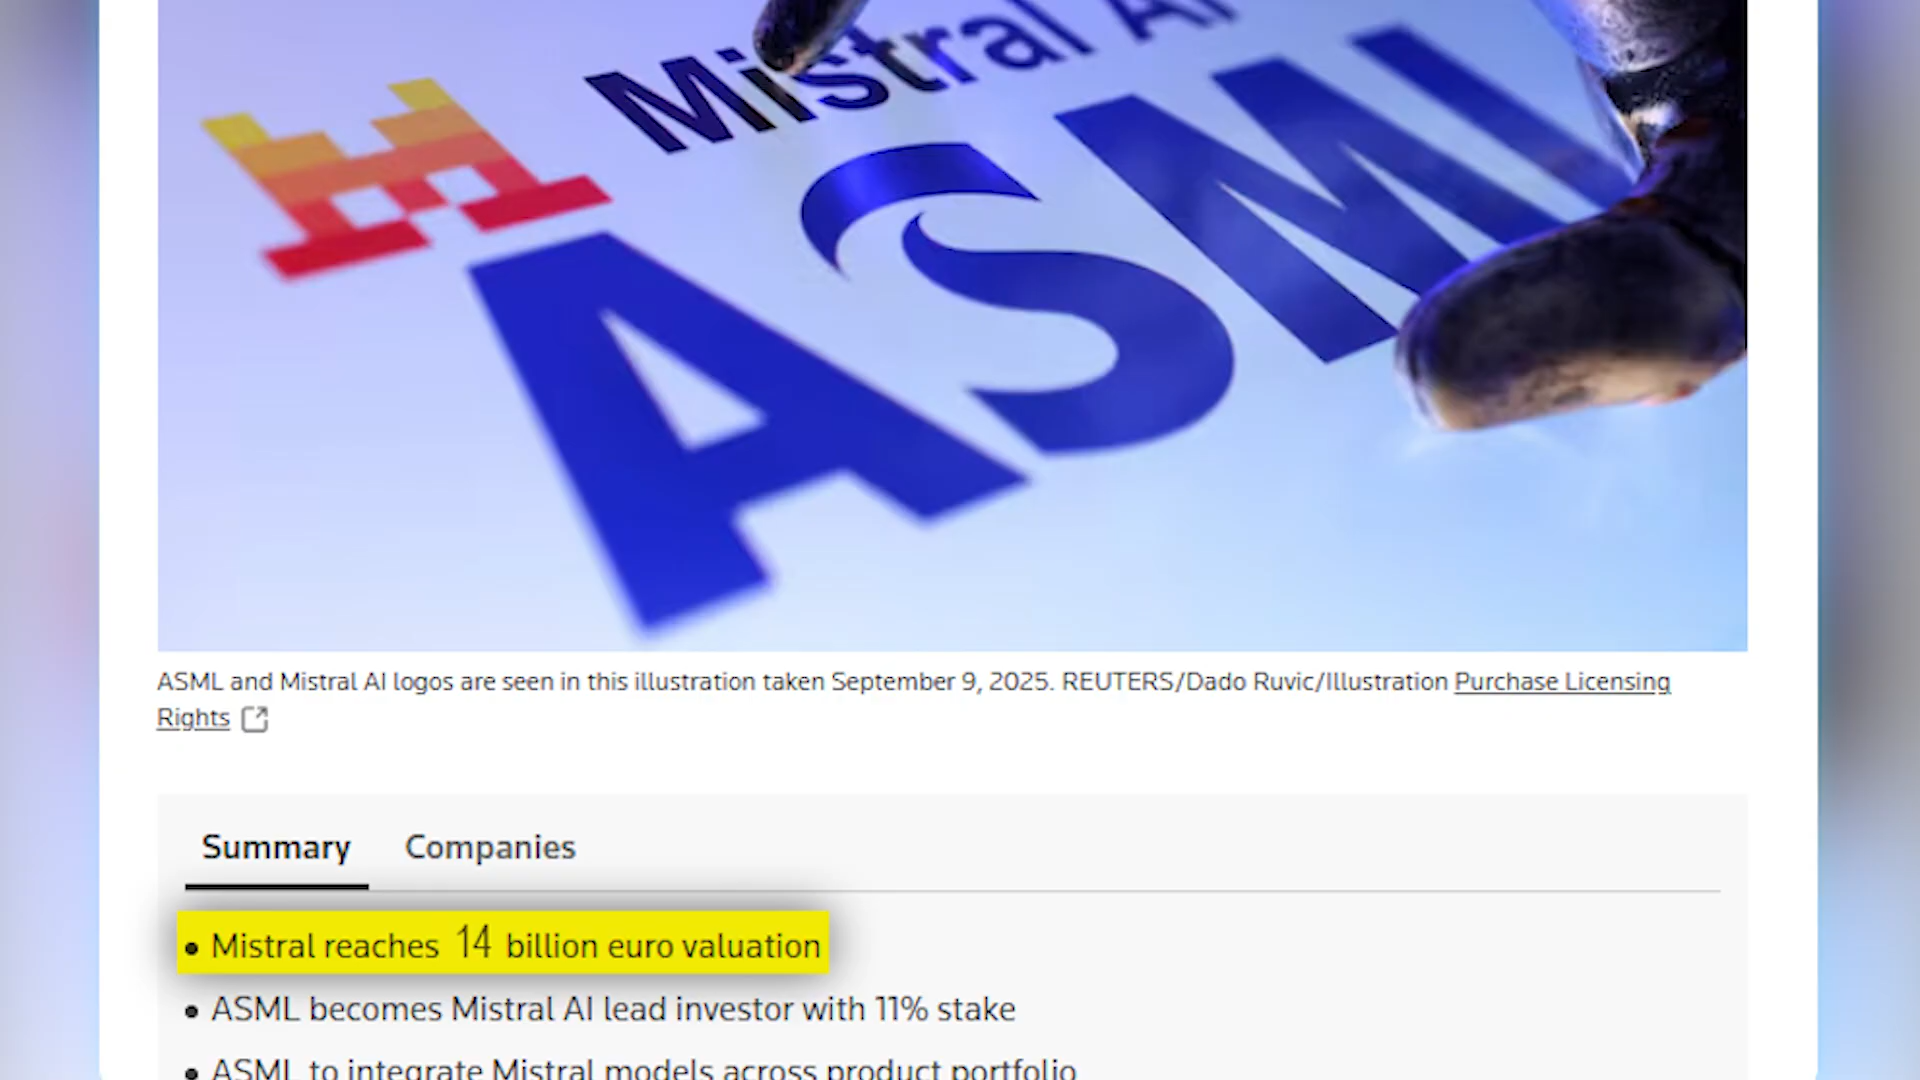 Mistral AI
ASML
ASML and Mistral AI logos are seen in this illustration taken September 9, 2025. REUTERS/Dado Ruvic/Illustration Purchase Licensing
Rights
Summary Companies
• Mistral reaches 14 billion euro valuation
• ASML becomes Mistral AI lead investor with 11% stake
• ASML to integrate Mistral models across product portfolio